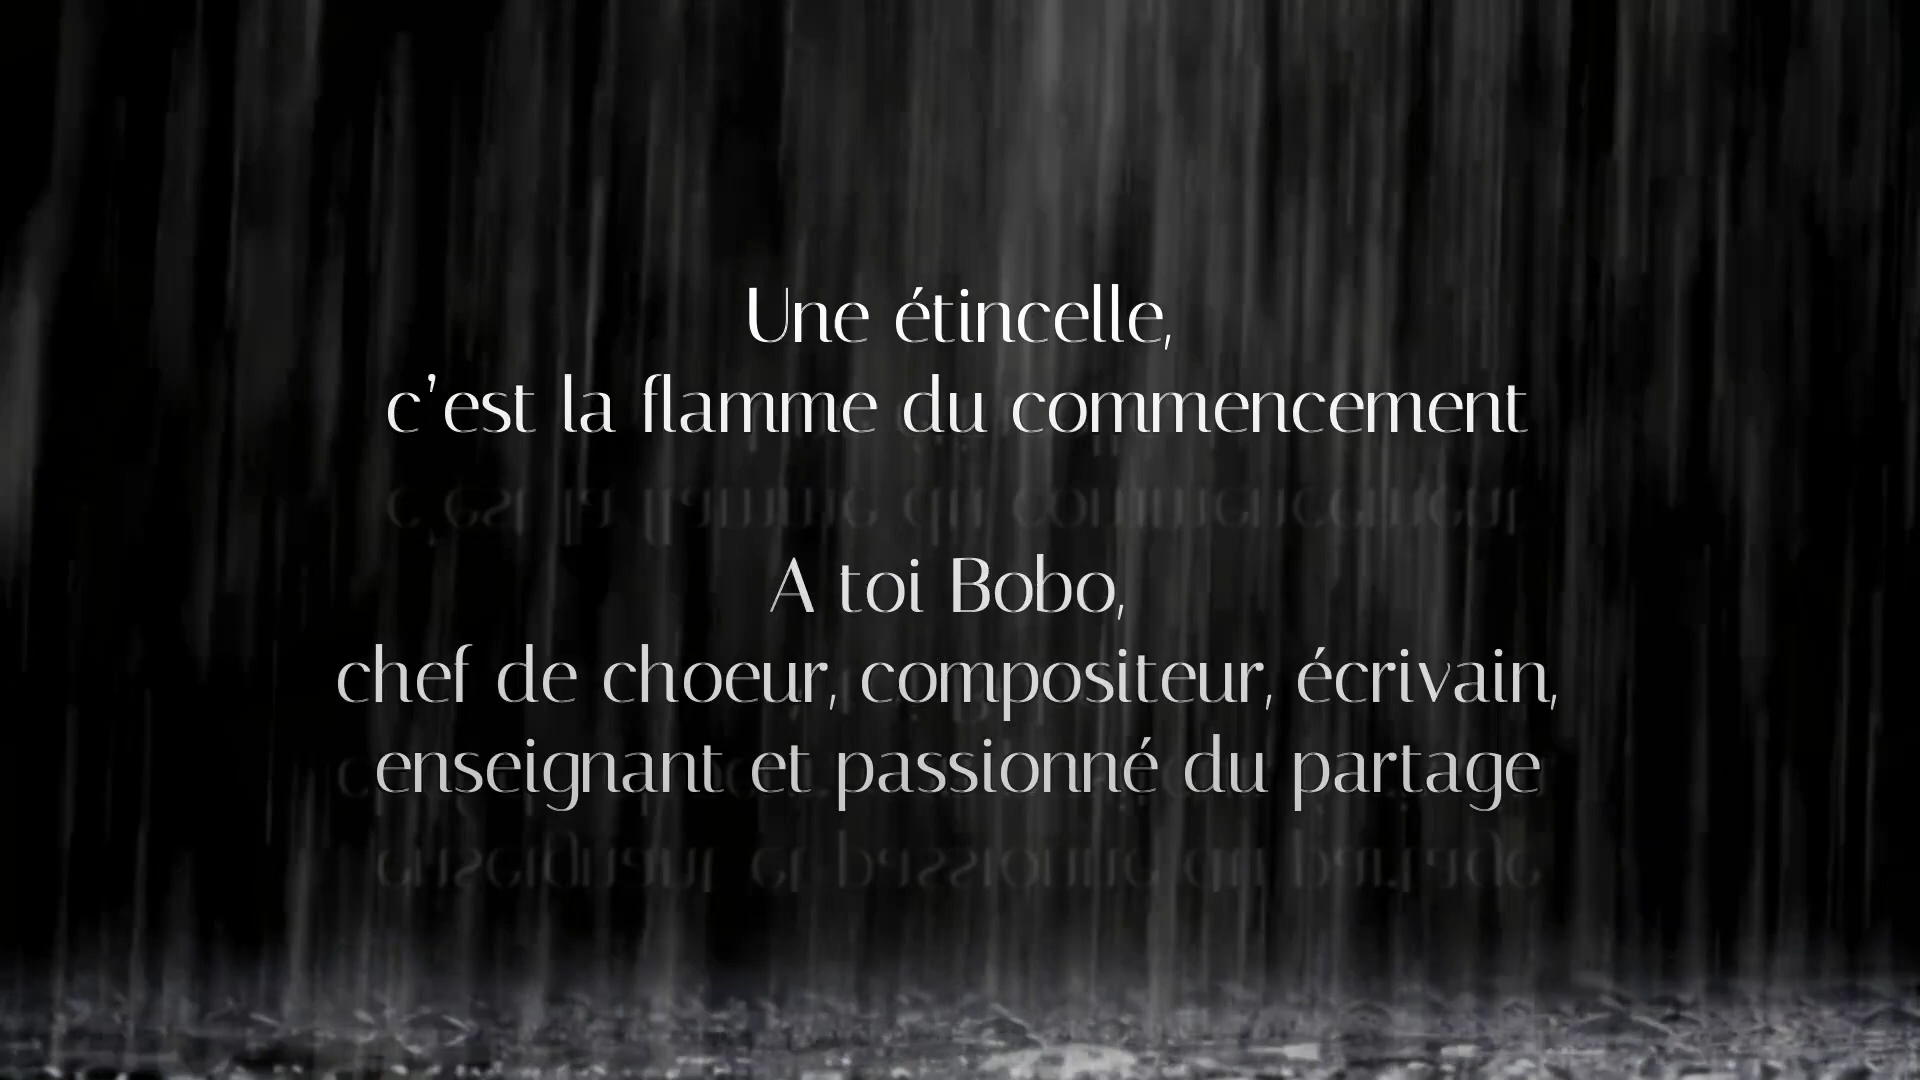 Une étincelle,
c'est la flamme du commencement
A toi Bobo,
chef de choeur, compositeur, écrivain,
enseignant et passionné du partage